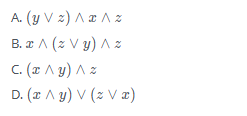 A. (y ∨ z) ∧ x ∧ z
B. x ∧ (z ∨ y) ∧ z
C. (x ∧ y) ∧ z
D. (x ∧ y) ∨ (z ∨ x)